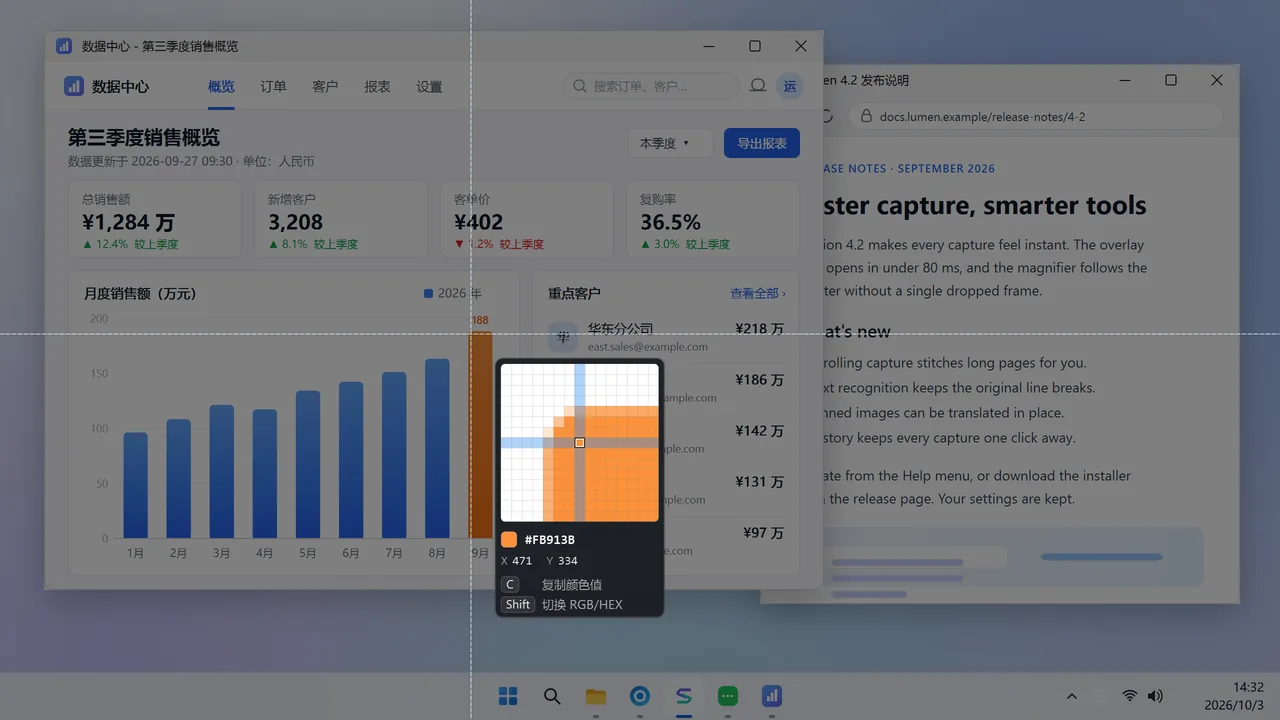 数据中心 - 第三季度销售概览
数据中心
概览
订单
客户
报表
设置
搜索订单、客户...
运
第三季度销售概览
数据更新于 2026-09-27 09:30 · 单位：人民币
本季度 ▾
导出报表
总销售额
¥1,284 万
▲ 12.4% 较上季度
新增客户
3,208
▲ 8.1% 较上季度
客单价
¥402
▼ 1.2% 较上季度
复购率
36.5%
▲ 3.0% 较上季度
月度销售额（万元）
2026 年
200
150
100
50
0
188
1月
2月
3月
4月
5月
6月
7月
8月
9月
重点客户
查看全部 ›
华
华东分公司
east.sales@example.com
¥218 万
ample.com
¥186 万
mple.com
¥142 万
mple.com
¥131 万
e.com
¥97 万
#FB913B
X 471 Y 334
C 复制颜色值
Shift 切换 RGB/HEX
en 4.2 发布说明
docs.lumen.example/release-notes/4-2
ASE NOTES · SEPTEMBER 2026
ster capture, smarter tools
ion 4.2 makes every capture feel instant. The overlay
opens in under 80 ms, and the magnifier follows the
ter without a single dropped frame.
at's new
rolling capture stitches long pages for you.
xt recognition keeps the original line breaks.
nned images can be translated in place.
story keeps every capture one click away.
ate from the Help menu, or download the installer
the release page. Your settings are kept.
14:32
2026/10/3